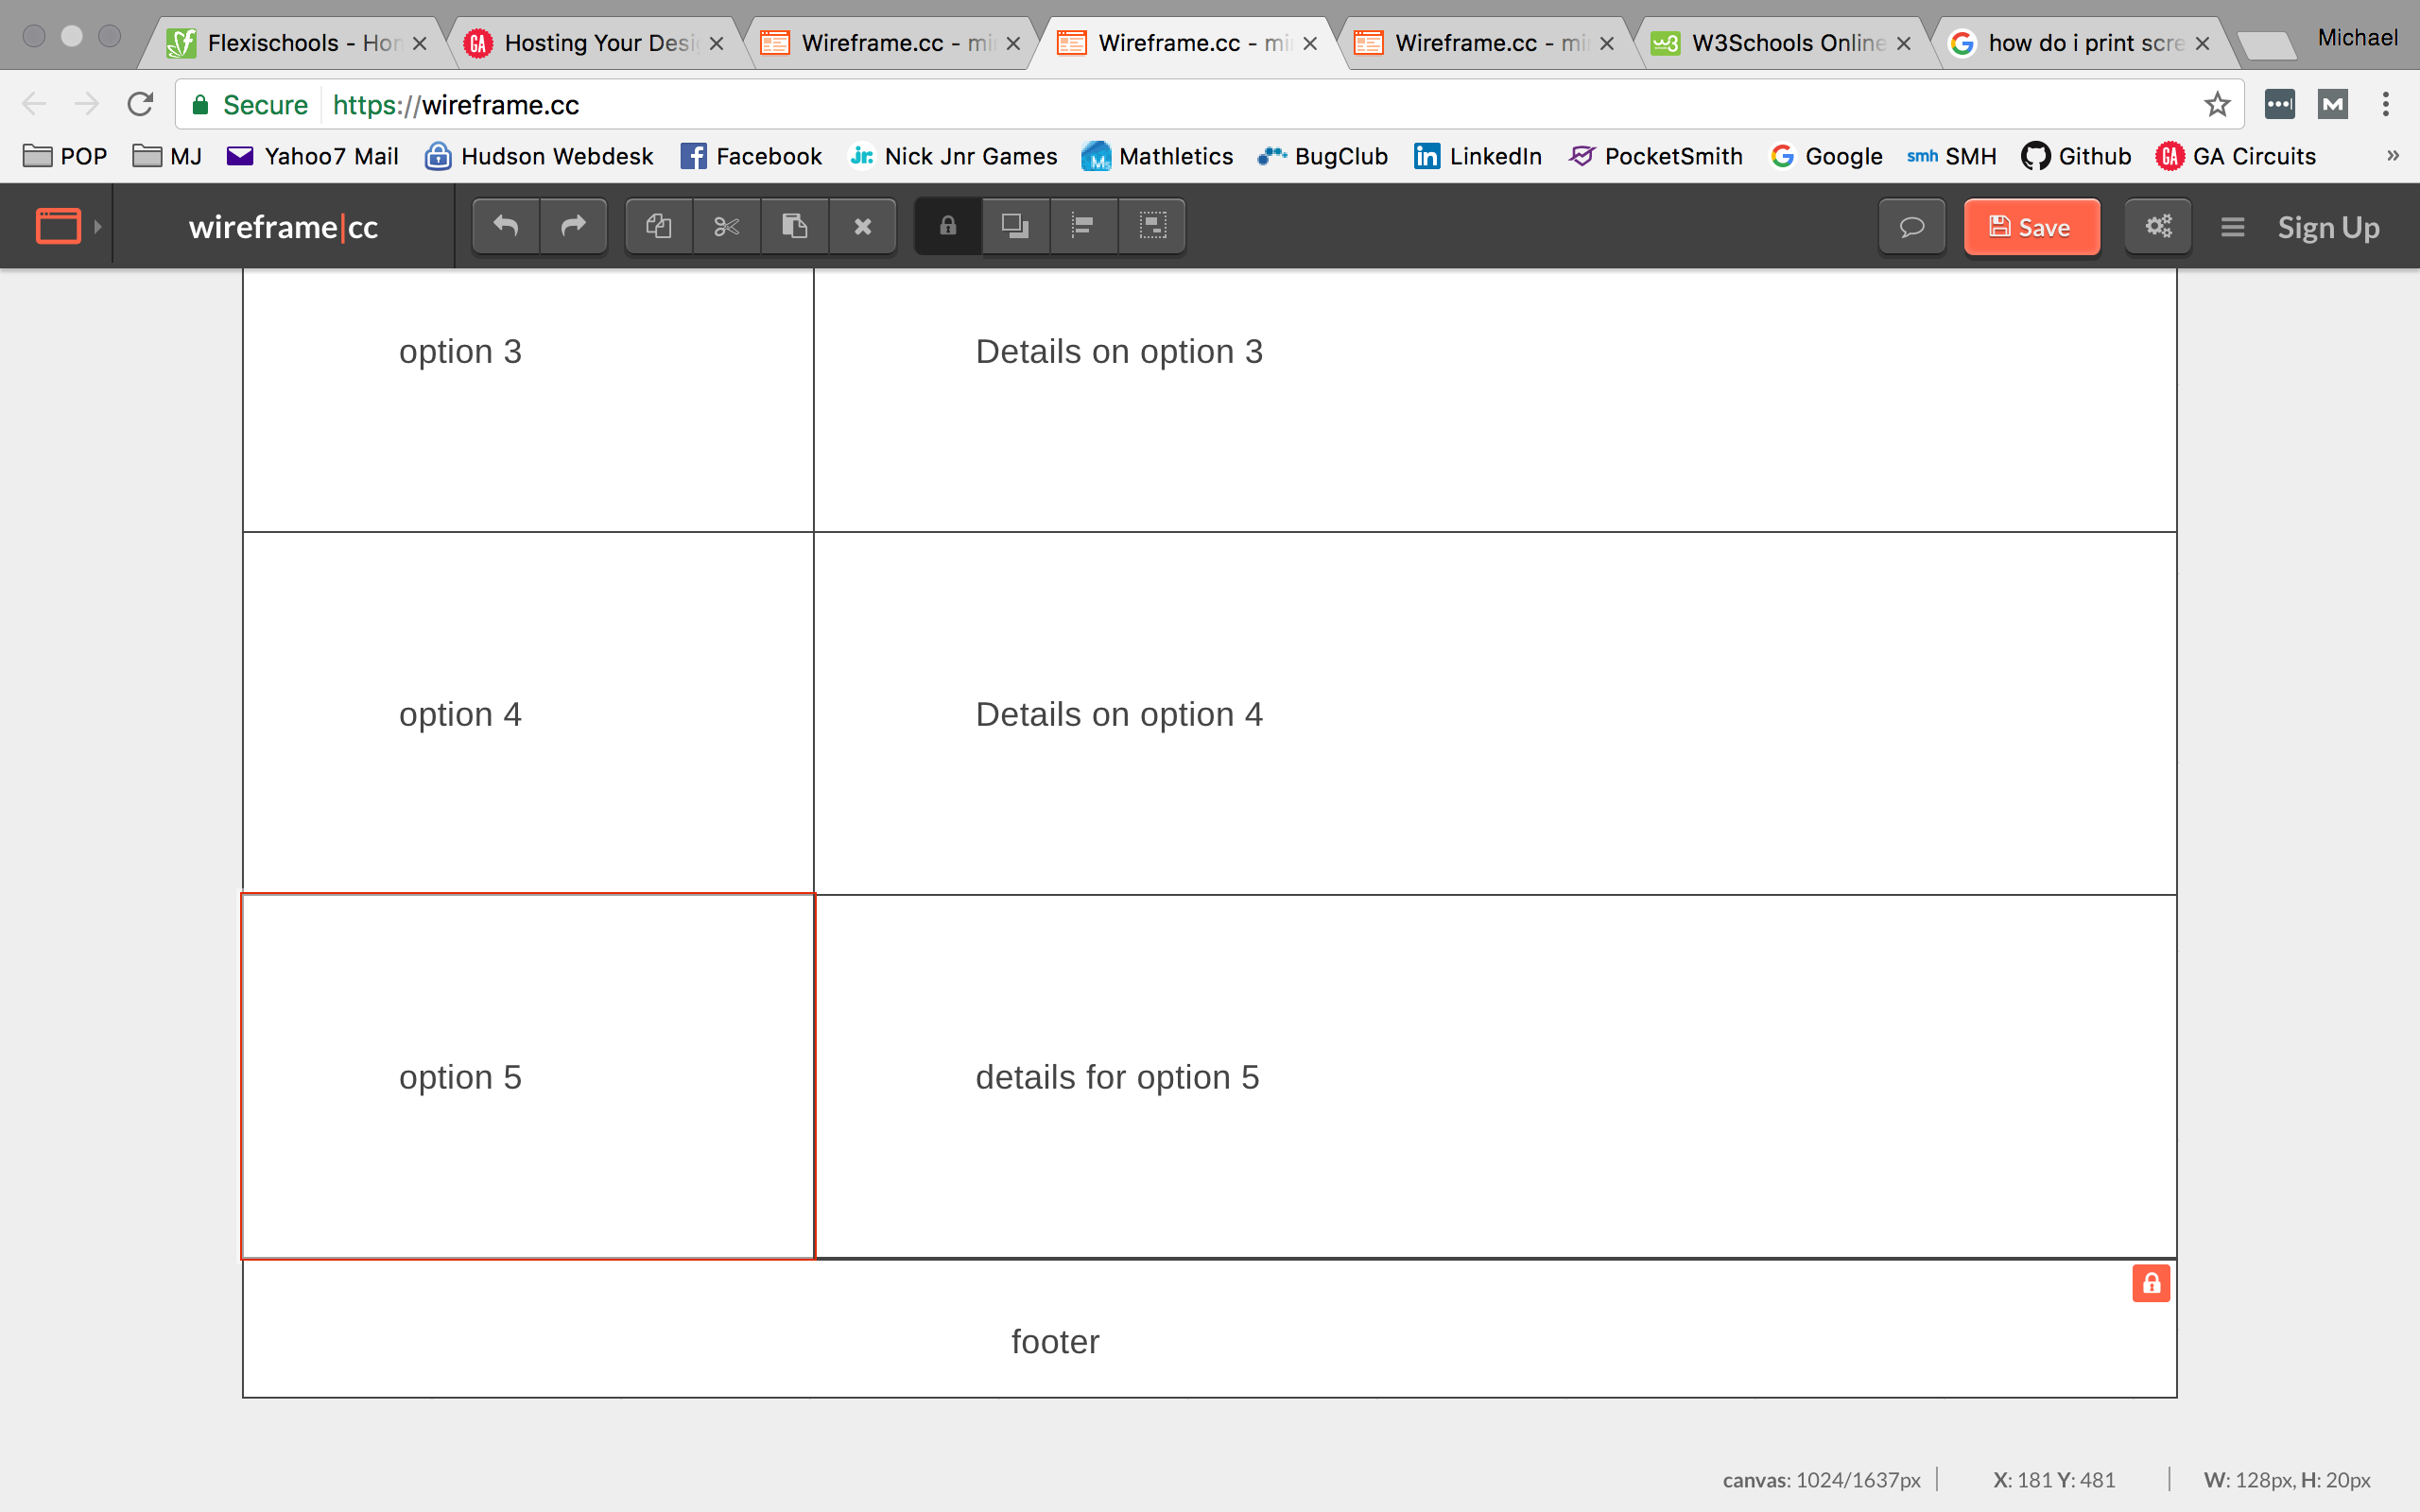 Flexischools - Hon
Hosting Your Desi
Wireframe.cc - mi
Wireframe.cc - mi
Wireframe.cc - mi
W3Schools Online
how do i print scre
Michael
Secure https://wireframe.cc
POP MJ Yahoo7 Mail Hudson Webdesk Facebook Nick Jnr Games Mathletics BugClub LinkedIn PocketSmith Google SMH Github GA Circuits »
wireframe|cc Save Sign Up
option 3 Details on option 3
option 4 Details on option 4
option 5 details for option 5
footer
canvas: 1024/1637px X: 181 Y: 481 W: 128px, H: 20px